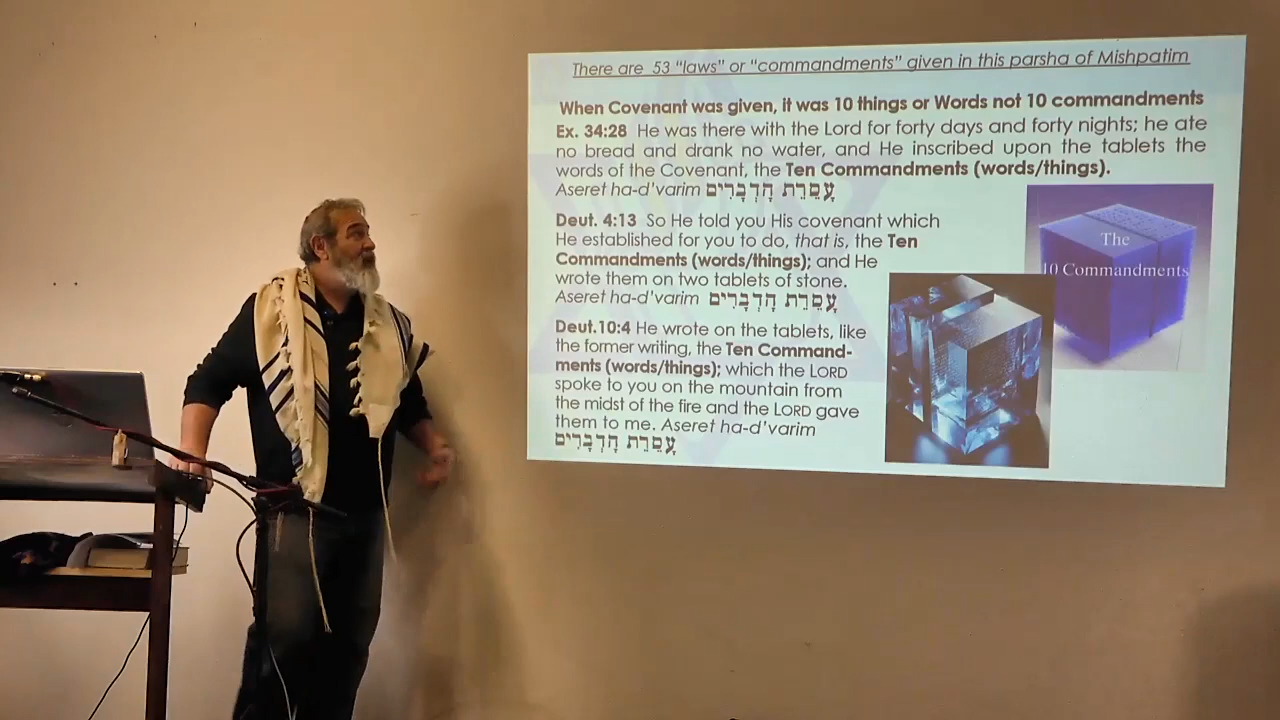 There are 53 “laws” or “commandments” given in this parsha of Mishpatim
When Covenant was given, it was 10 things or Words not 10 commandments
Ex. 34:28 He was there with the Lord for forty days and forty nights; he ate
no bread and drank no water, and He inscribed upon the tablets the
words of the Covenant, the Ten Commandments (words/things).
Aseret ha-d’varim עָסֵרַת הָדְבָרִים
Deut. 4:13 So He told you His covenant which
He established for you to do, that is, the Ten
Commandments (words/things); and He
wrote them on two tablets of stone.
Aseret ha-d’varim עָסֵרַת הָדְבָרִים
Deut.10:4 He wrote on the tablets, like
the former writing, the Ten Command-
ments (words/things); which the LORD
spoke to you on the mountain from
the midst of the fire and the LORD gave
them to me. Aseret ha-d’varim
עָסֵרַת הָדְבָרִים
The
10 Commandments